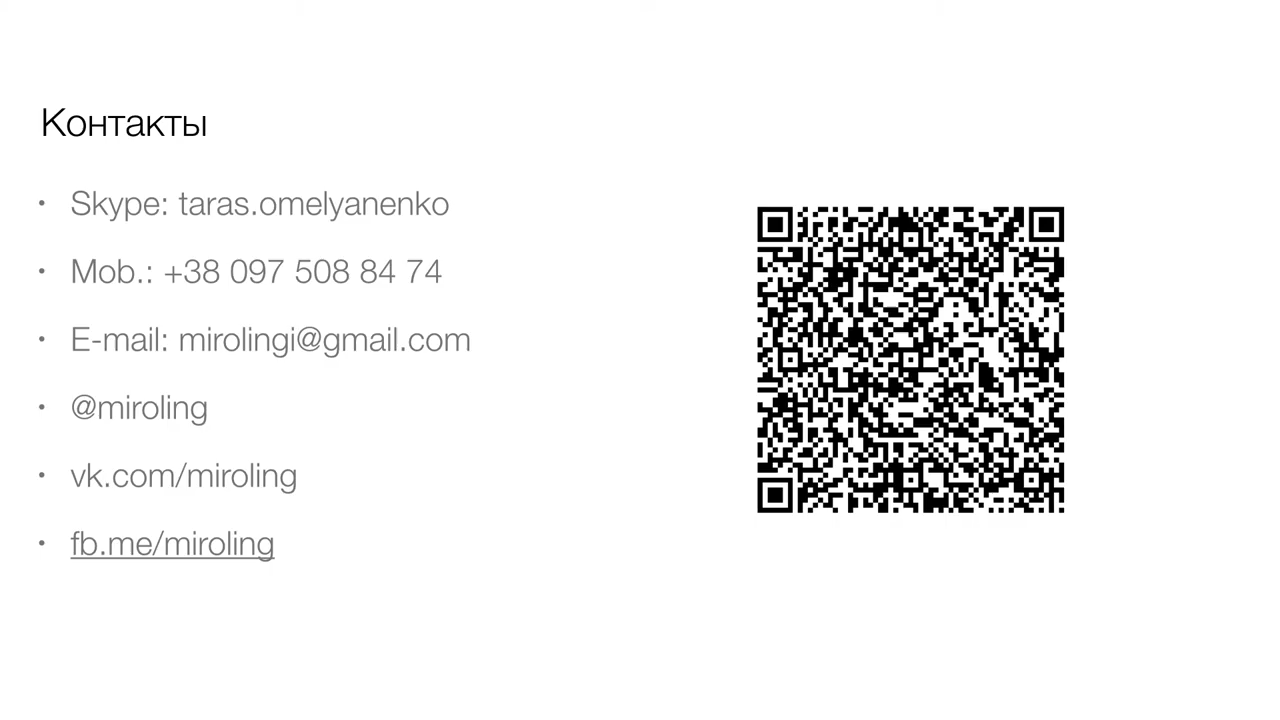 Контакты
• Skype: taras.omelyanenko
• Mob.: +38 097 508 84 74
• E-mail: mirolingi@gmail.com
• @miroling
• vk.com/miroling
• fb.me/miroling